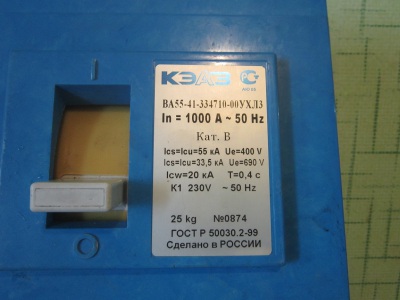 КЭАЗ
ВА55-41-334710-00УХЛ3
In = 1000 А ~ 50 Hz
Кат. В
Ics=Icu=55 кА Ue=400 V
Ics=Icu=33,5 кА Ue=690 V
Icw=20 кА T=0,4 с
К1 230V ~ 50 Hz
25 kg №0874
ГОСТ Р 50030.2-99
Сделано в РОССИИ